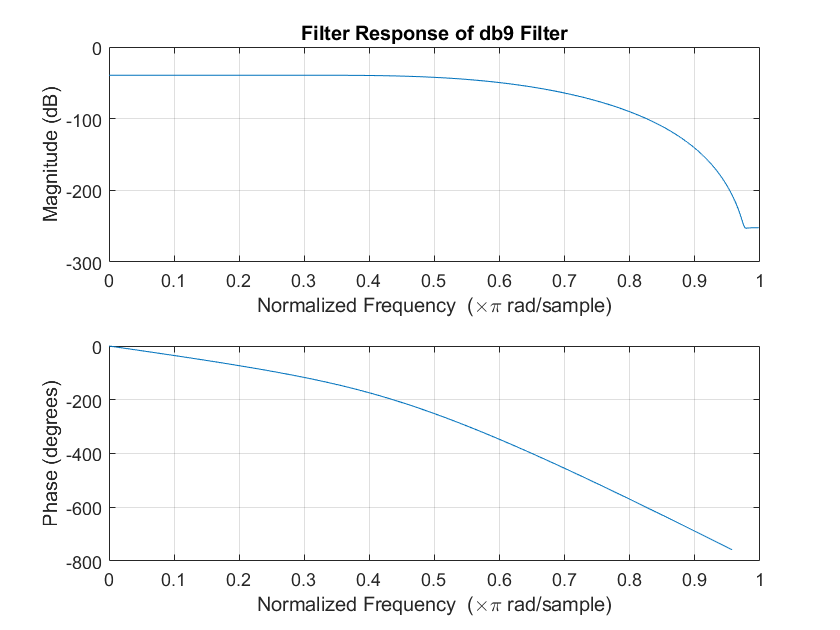 Filter Response of db9 Filter
0
-100
-200
-300
Magnitude (dB)
0 0.1 0.2 0.3 0.4 0.5 0.6 0.7 0.8 0.9 1
Normalized Frequency (×π rad/sample)
0
-200
-400
-600
-800
Phase (degrees)
0 0.1 0.2 0.3 0.4 0.5 0.6 0.7 0.8 0.9 1
Normalized Frequency (×π rad/sample)